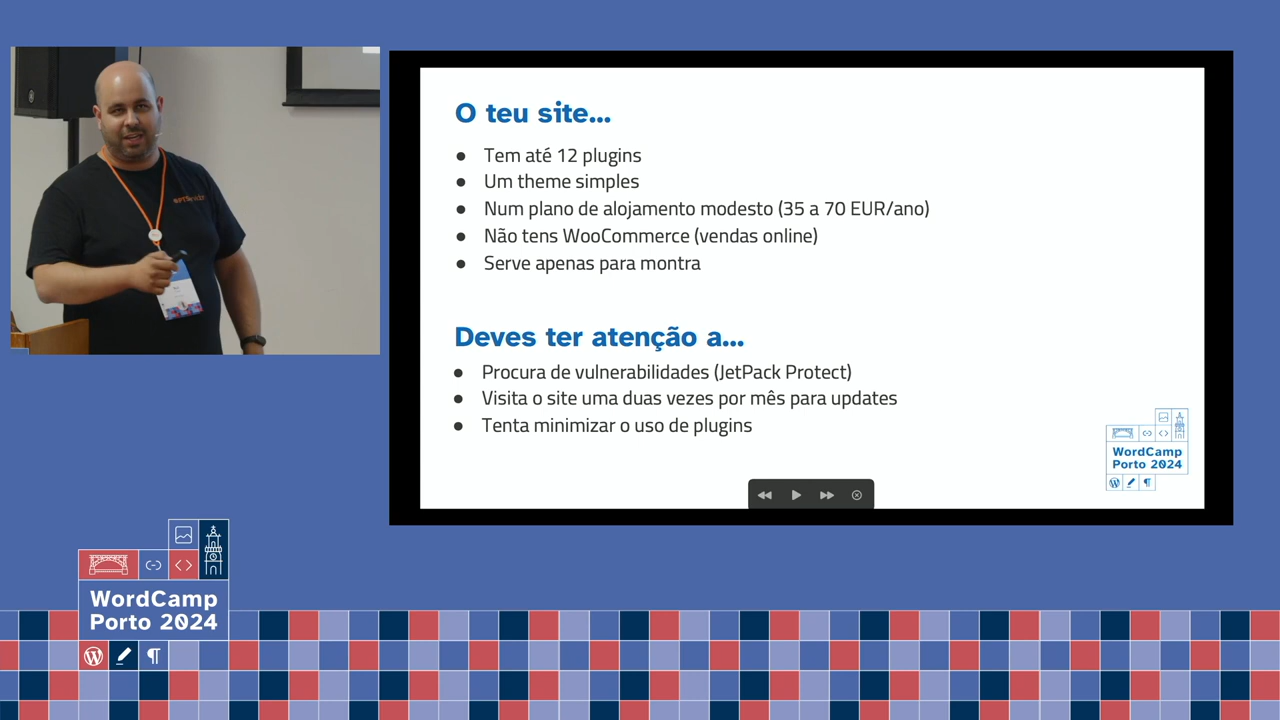 O teu site...
● Tem até 12 plugins
● Um theme simples
● Num plano de alojamento modesto (35 a 70 EUR/ano)
● Não tens WooCommerce (vendas online)
● Serve apenas para montra
Deves ter atenção a...
● Procura de vulnerabilidades (JetPack Protect)
● Visita o site uma duas vezes por mês para updates
● Tenta minimizar o uso de plugins
WordCamp
Porto 2024
WordCamp
Porto 2024